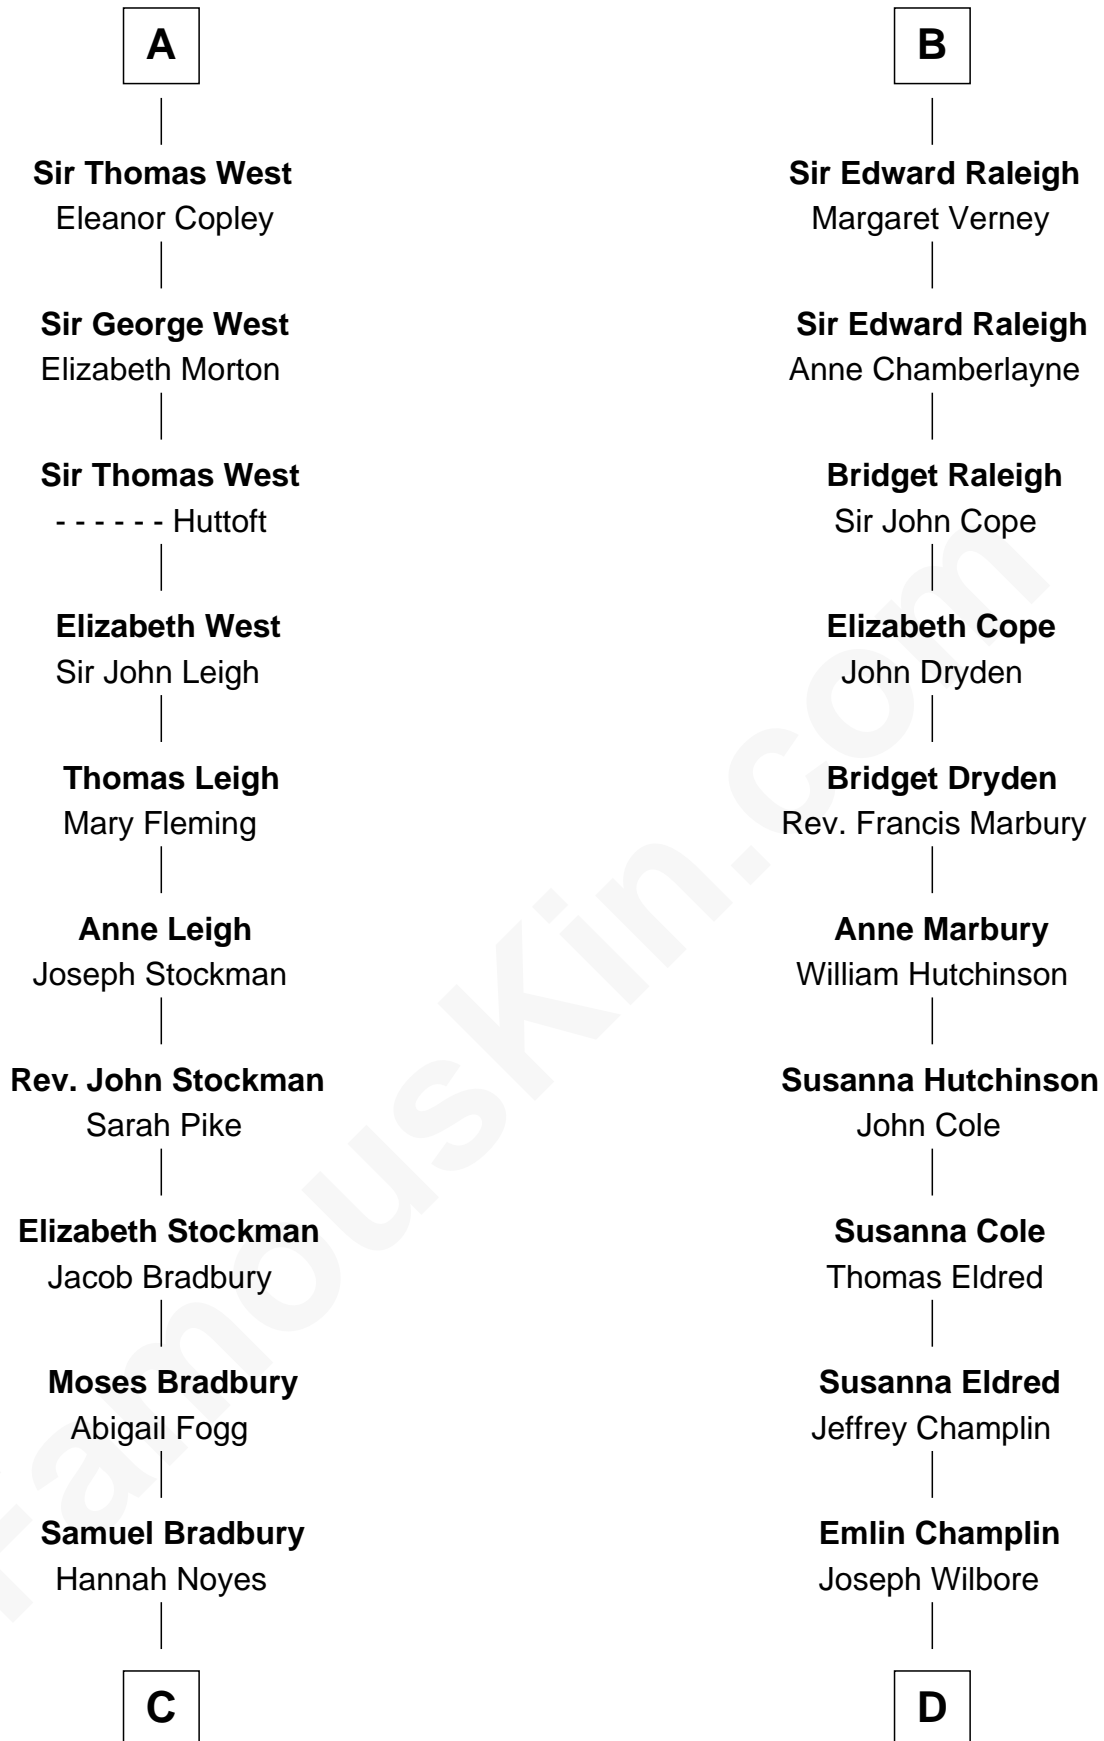 A
B
Sir Thomas West
Eleanor Copley
Sir Edward Raleigh
Margaret Verney
Sir George West
Elizabeth Morton
Sir Edward Raleigh
Anne Chamberlayne
Sir Thomas West
- - - - - - Huttoft
Bridget Raleigh
Sir John Cope
Elizabeth West
Sir John Leigh
Elizabeth Cope
John Dryden
Thomas Leigh
Mary Fleming
Bridget Dryden
Rev. Francis Marbury
Anne Leigh
Joseph Stockman
Anne Marbury
William Hutchinson
Rev. John Stockman
Sarah Pike
Susanna Hutchinson
John Cole
Elizabeth Stockman
Jacob Bradbury
Susanna Cole
Thomas Eldred
Moses Bradbury
Abigail Fogg
Susanna Eldred
Jeffrey Champlin
Samuel Bradbury
Hannah Noyes
Emlin Champlin
Joseph Wilbore
C
D
FamousKin.com